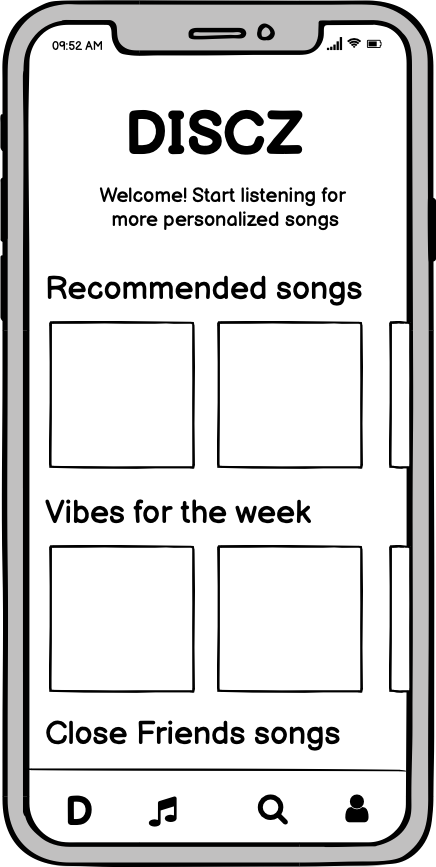 09:52 AM
DISCZ
Welcome! Start listening for
more personalized songs
Recommended songs
Vibes for the week
Close Friends songs
D